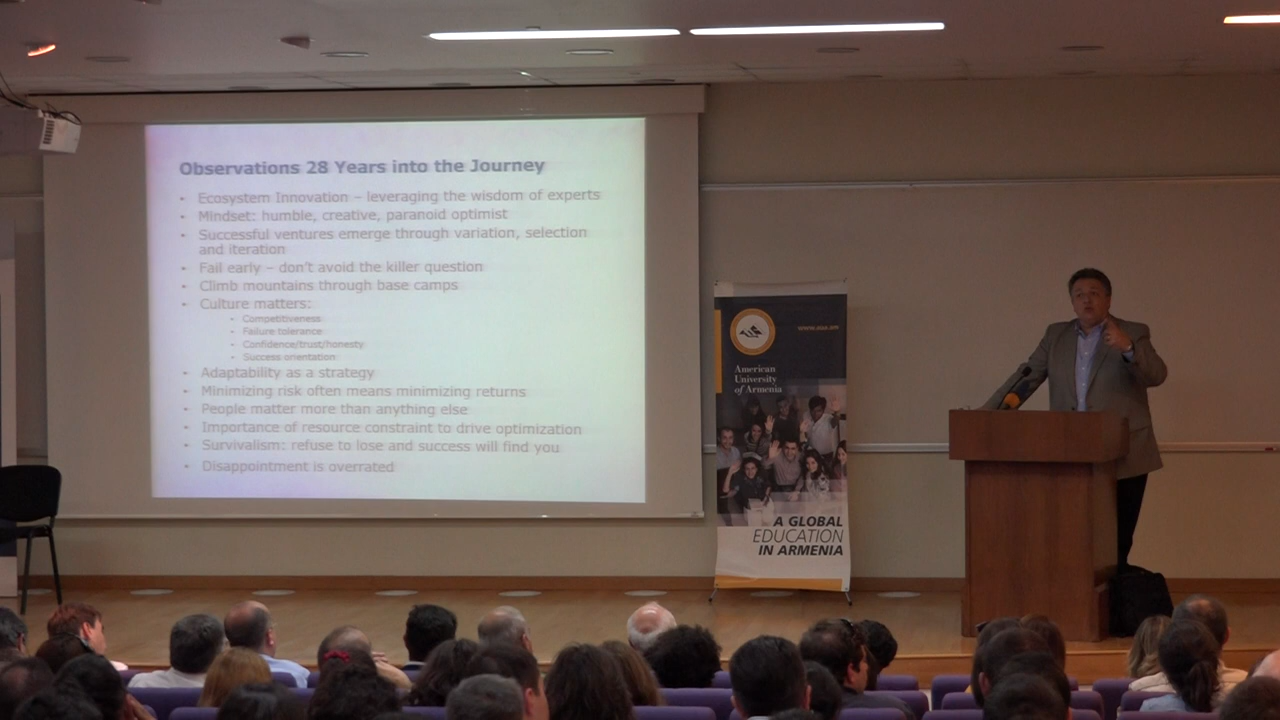 Observations 28 Years into the Journey
• Ecosystem Innovation – leveraging the wisdom of experts
• Mindset: humble, creative, paranoid optimist
• Successful ventures emerge through variation, selection
and iteration
• Fail early – don't avoid the killer question
• Climb mountains through base camps
• Culture matters:
• Competitiveness
• Failure tolerance
• Confidence/trust/honesty
• Success orientation
• Adaptability as a strategy
• Minimizing risk often means minimizing returns
• People matter more than anything else
• Importance of resource constraint to drive optimization
• Survivalism: refuse to lose and success will find you
• Disappointment is overrated
www.aua.am
American
University
of Armenia
A GLOBAL
EDUCATION
IN ARMENIA